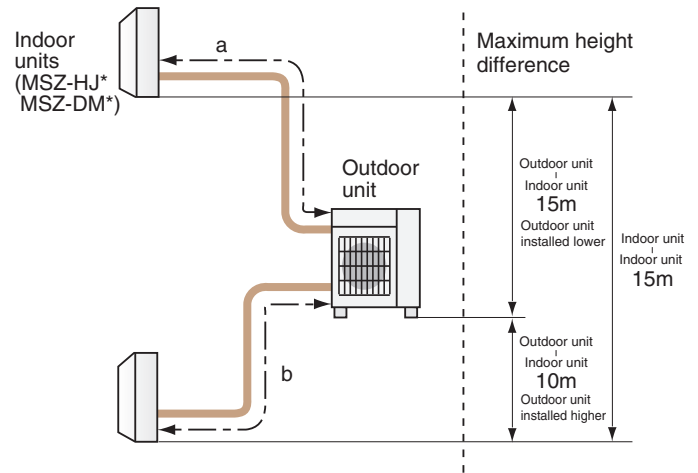 Indoor
units
(MSZ-HJ*
MSZ-DM*)
a
Outdoor
unit
b
Maximum height
difference
Outdoor unit
Indoor unit
15m
Outdoor unit
installed lower
Indoor unit
Indoor unit
15m
Outdoor unit
Indoor unit
10m
Outdoor unit
installed higher